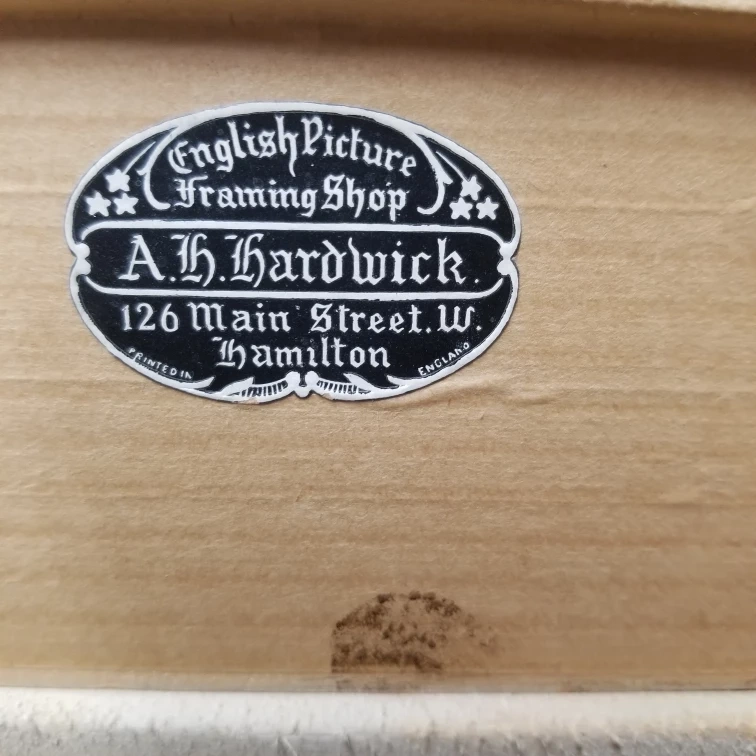 English Picture
Framing Shop
A.H. Hardwick.
126 Main Street. W.
Hamilton
PRINTED IN ENGLAND